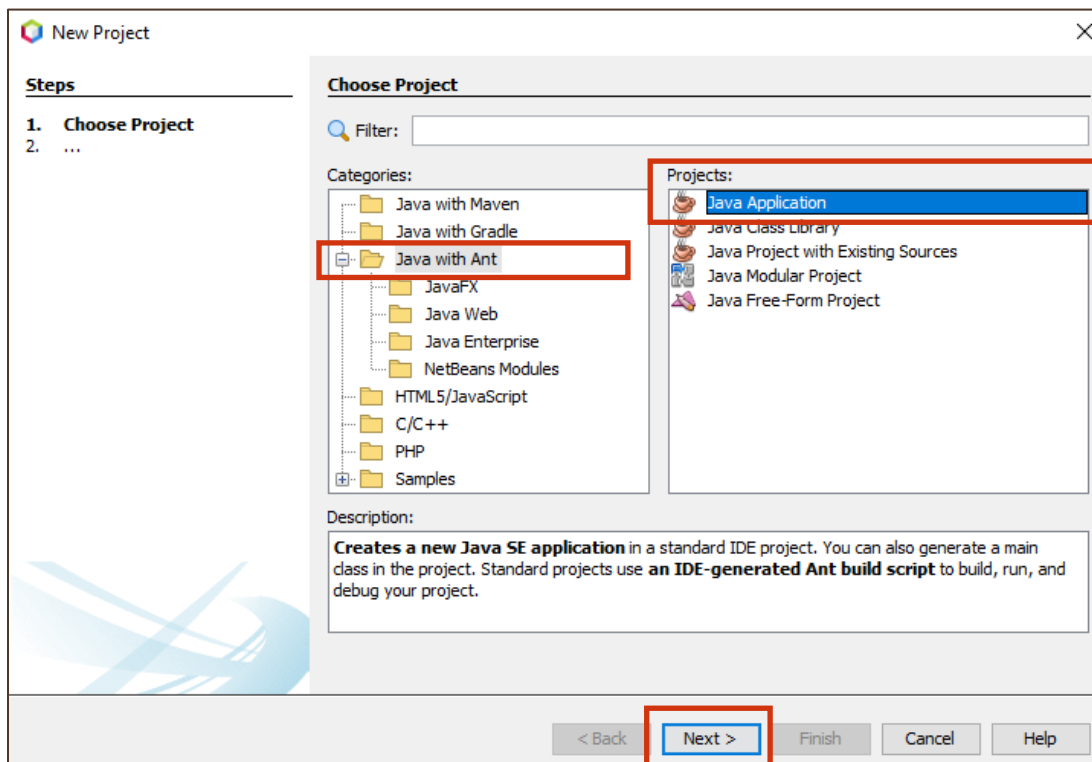 New Project
Steps
1. Choose Project
2. ...
Choose Project
Filter:
Categories:
Java with Maven
Java with Gradle
Java with Ant
JavaFX
Java Web
Java Enterprise
NetBeans Modules
HTML5/JavaScript
C/C++
PHP
Samples
Projects:
Java Application
Java Class Library
Java Project with Existing Sources
Java Modular Project
Java Free-Form Project
Description:
Creates a new Java SE application in a standard IDE project. You can also generate a main
class in the project. Standard projects use an IDE-generated Ant build script to build, run, and
debug your project.
< Back
Next >
Finish
Cancel
Help